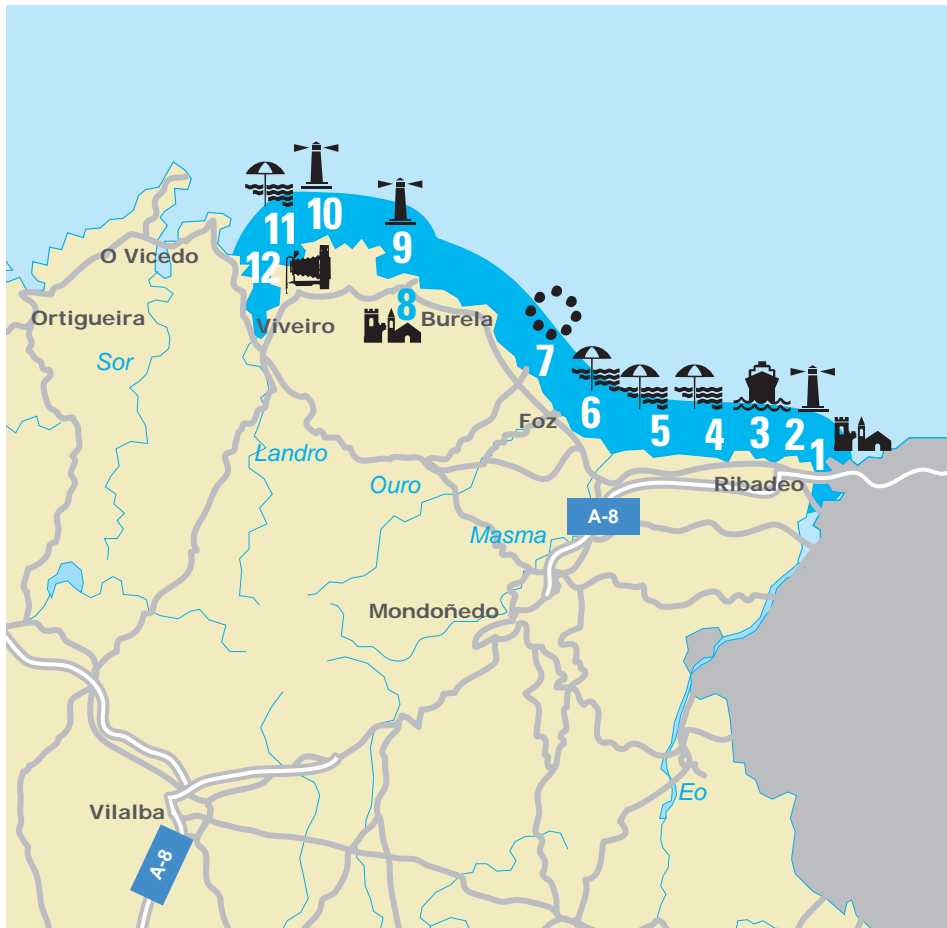 10
11
9
O Vicedo
12
8
Ortigueira
Viveiro
Burela
Sor
7
6
Foz
5
4
3
2
1
Landro
Ouro
Ribadeo
A-8
Masma
Mondoñedo
Eo
Vilalba
A-8